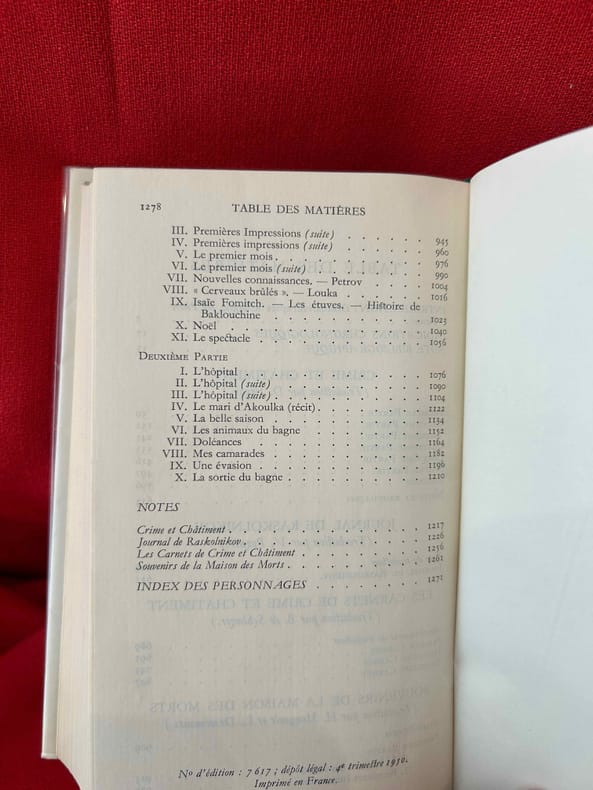 1278 TABLE DES MATIÈRES
III. Premières Impressions (suite) . . . . . . 945
IV. Premières impressions (suite) . . . . . . 960
V. Le premier mois . . . . . . . . . 976
VI. Le premier mois (suite) . . . . . . . 990
VII. Nouvelles connaissances. — Petrov . . . . 1004
VIII. « Cerveaux brûlés ». — Louka . . . . . 1016
IX. Isaïe Fomitch. — Les étuves. — Histoire de
Baklouchine . . . . . . . . . . 1023
X. Noël . . . . . . . . . . . . 1040
XI. Le spectacle . . . . . . . . . . 1056
Deuxième Partie
I. L'hôpital . . . . . . . . . . . 1076
II. L'hôpital (suite) . . . . . . . . . 1090
III. L'hôpital (suite) . . . . . . . . . 1104
IV. Le mari d'Akoulka (récit) . . . . . . . 1122
V. La belle saison . . . . . . . . . 1134
VI. Les animaux du bagne . . . . . . . 1152
VII. Doléances . . . . . . . . . . . 1164
VIII. Mes camarades . . . . . . . . . 1182
IX. Une évasion . . . . . . . . . . 1196
X. La sortie du bagne . . . . . . . . 1210
NOTES
Crime et Châtiment . . . . . . . . . . 1217
Journal de Raskolnikov . . . . . . . . . 1226
Les Carnets de Crime et Châtiment . . . . . . 1256
Souvenirs de la Maison des Morts . . . . . . 1261
INDEX DES PERSONNAGES . . . . . . 1271
No d'édition : 7617 ; dépôt légal : 4e trimestre 1950.
Imprimé en France.